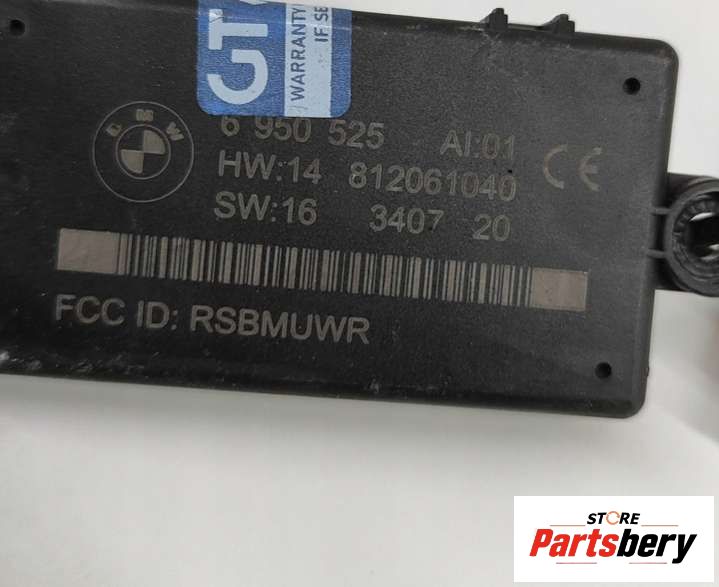 GT
WARRANTY
IF SE
BMW
6 950 525 AI:01
HW:14 812061040
SW:16 3407 20
CE
FCC ID: RSBMUWR
STORE
Partsbery